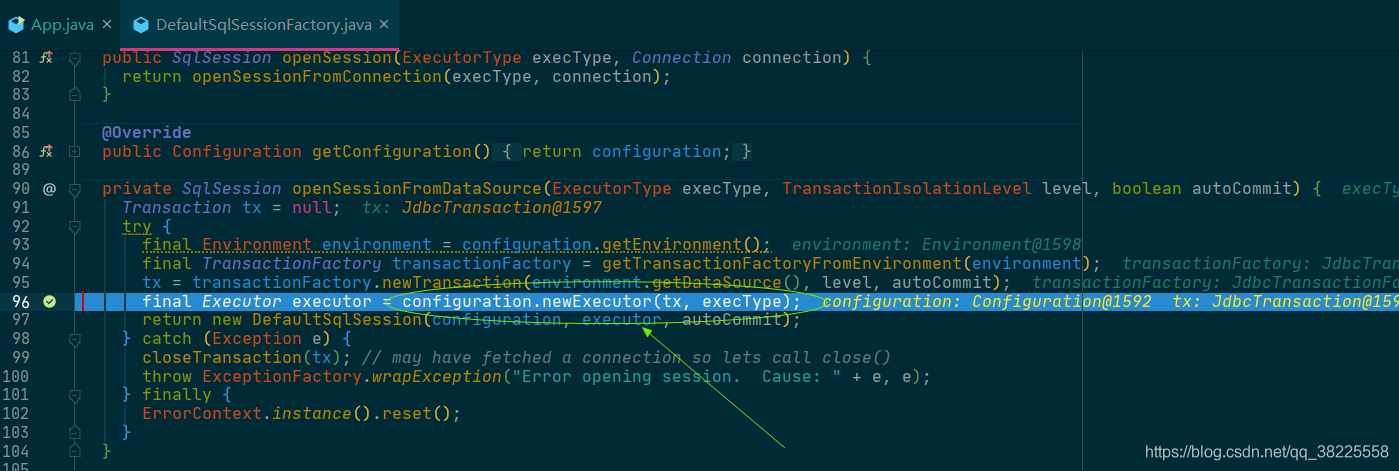 App.java × DefaultSqlSessionFactory.java ×
81 public SqlSession openSession(ExecutorType execType, Connection connection) {
82 return openSessionFromConnection(execType, connection);
83 }
84
85 @Override
86 public Configuration getConfiguration() { return configuration; }
89
90 @ private SqlSession openSessionFromDataSource(ExecutorType execType, TransactionIsolationLevel level, boolean autoCommit) { execTy
91 Transaction tx = null; tx: JdbcTransaction@1597
92 try {
93 final Environment environment = configuration.getEnvironment(); environment: Environment@1598
94 final TransactionFactory transactionFactory = getTransactionFactoryFromEnvironment(environment); transactionFactory: JdbcTran
95 tx = transactionFactory.newTransaction(environment.getDataSource(), level, autoCommit); transactionFactory: JdbcTransact
96 final Executor executor = configuration.newExecutor(tx, execType); configuration: Configuration@1592 tx: JdbcTransaction@159
97 return new DefaultSqlSession(configuration, executor, autoCommit);
98 } catch (Exception e) {
99 closeTransaction(tx); // may have fetched a connection so lets call close()
100 throw ExceptionFactory.wrapException("Error opening session.  Cause: " + e, e);
101 } finally {
102 ErrorContext.instance().reset();
103 }
104 }
105
https://blog.csdn.net/qq_38225558